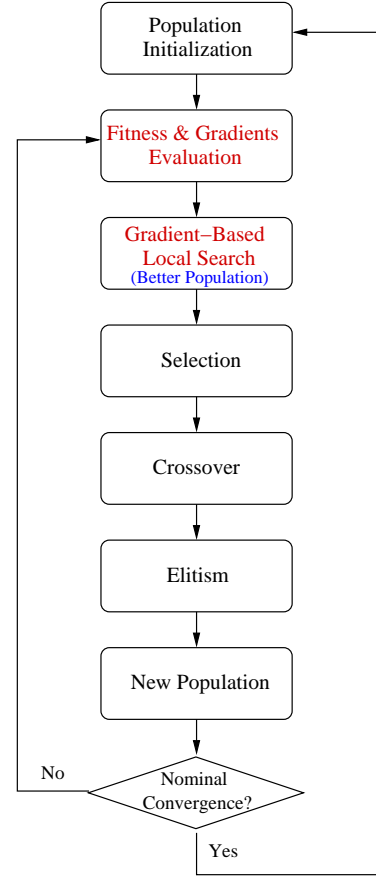 Population
Initialization
Fitness & Gradients
Evaluation
Gradient–Based
Local Search
(Better Population)
Selection
Crossover
Elitism
New Population
No
Nominal
Convergence?
Yes